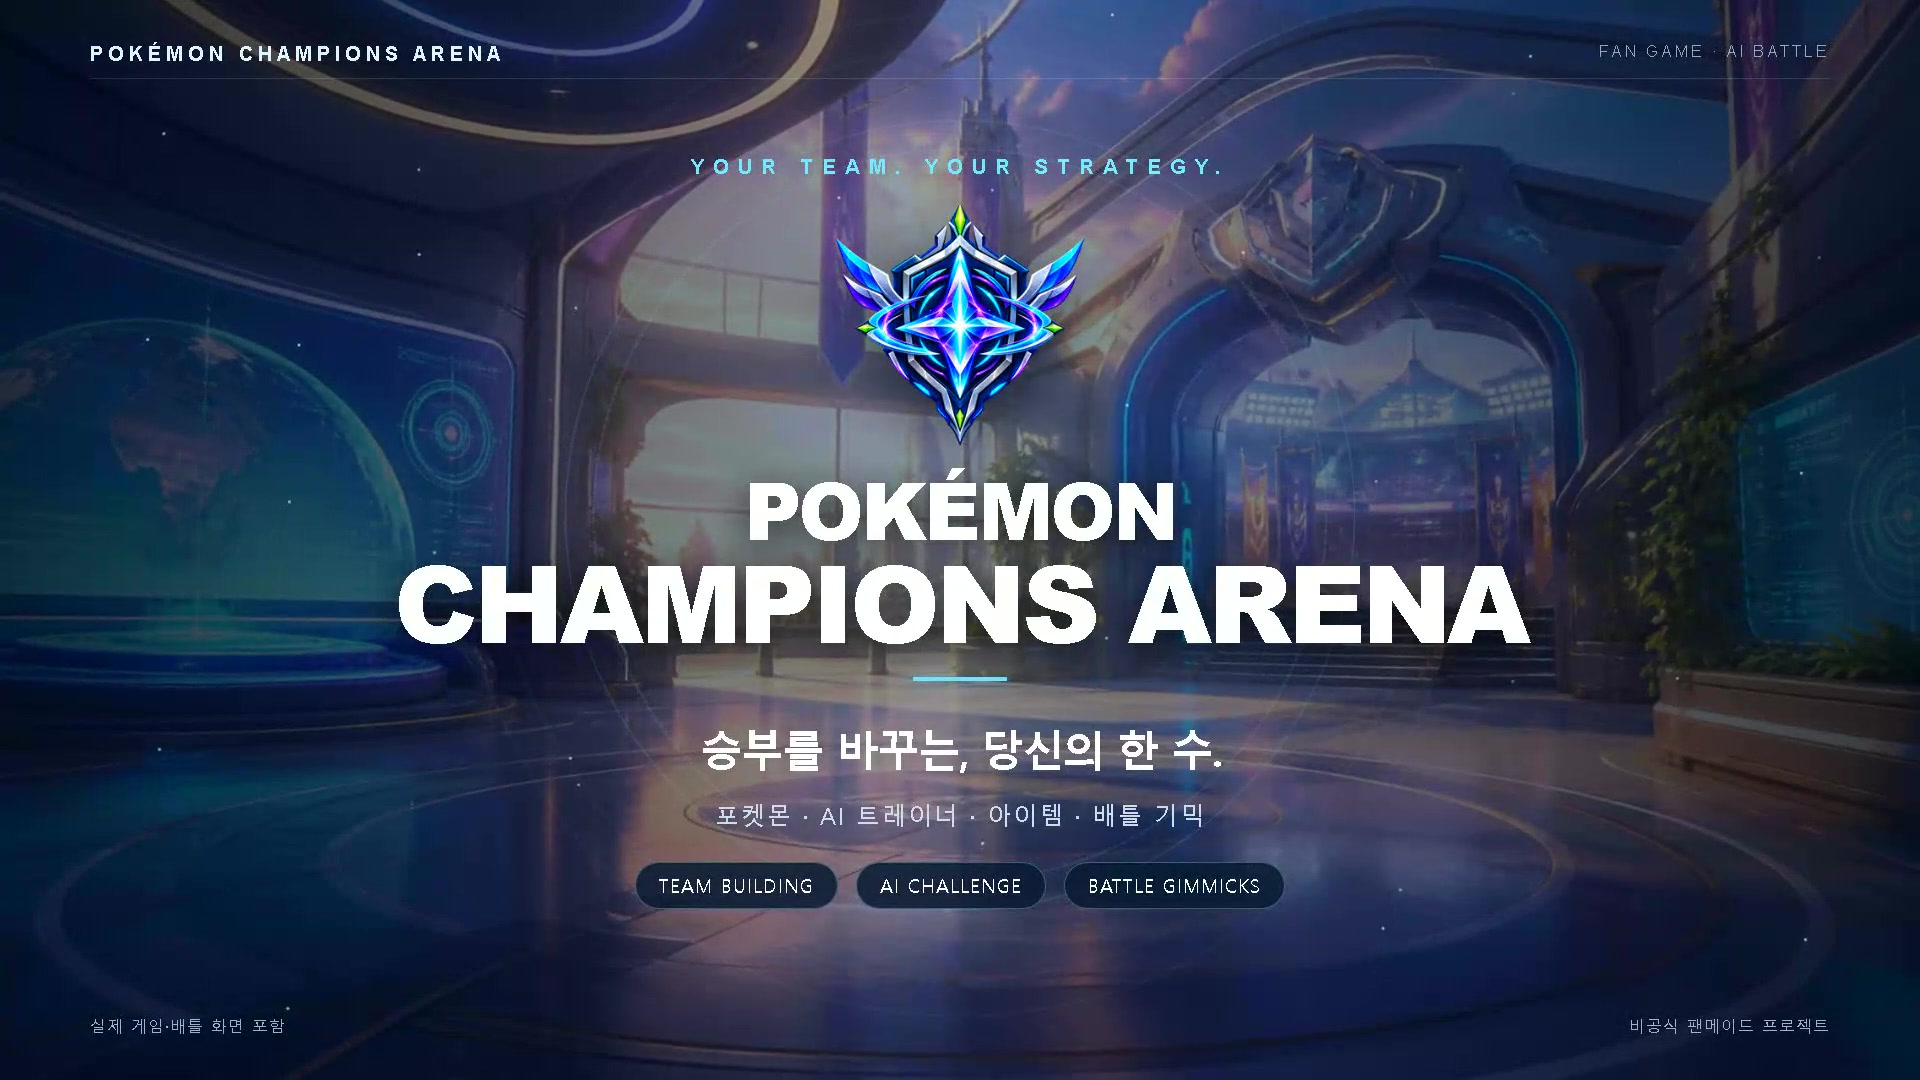 POKÉMON CHAMPIONS ARENA
FAN GAME · AI BATTLE
YOUR TEAM. YOUR STRATEGY.
POKÉMON
CHAMPIONS ARENA
승부를 바꾸는, 당신의 한 수.
포켓몬 · AI 트레이너 · 아이템 · 배틀 기믹
TEAM BUILDING
AI CHALLENGE
BATTLE GIMMICKS
실제 게임·배틀 화면 포함
비공식 팬메이드 프로젝트